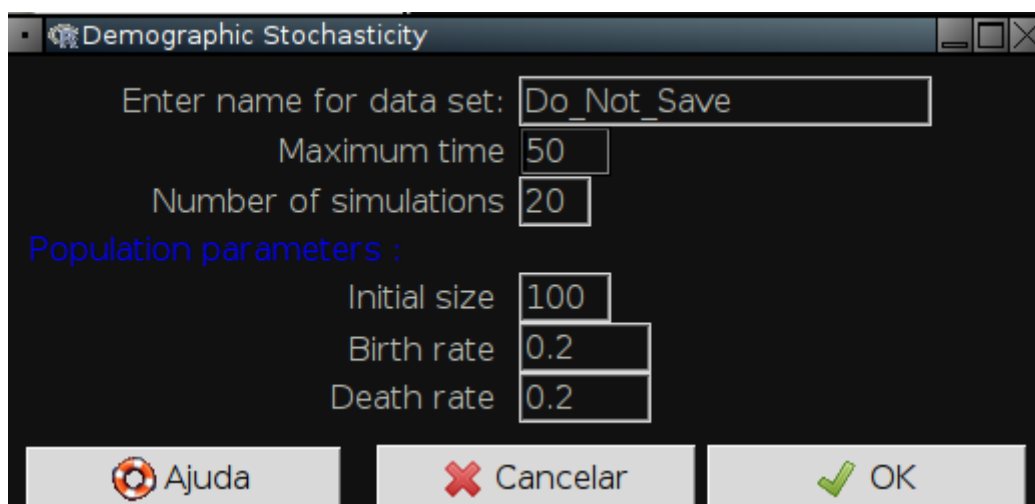 Demographic Stochasticity
Enter name for data set: Do_Not_Save
Maximum time 50
Number of simulations 20
Population parameters :
Initial size 100
Birth rate 0.2
Death rate 0.2
Ajuda Cancelar OK